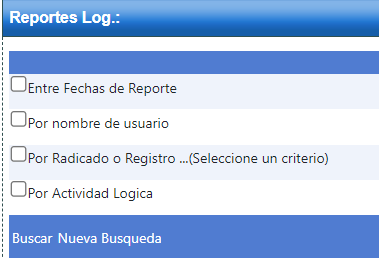 Reportes Log.:
Entre Fechas de Reporte
Por nombre de usuario
Por Radicado o Registro ...(Seleccione un criterio)
Por Actividad Logica
Buscar Nueva Busqueda